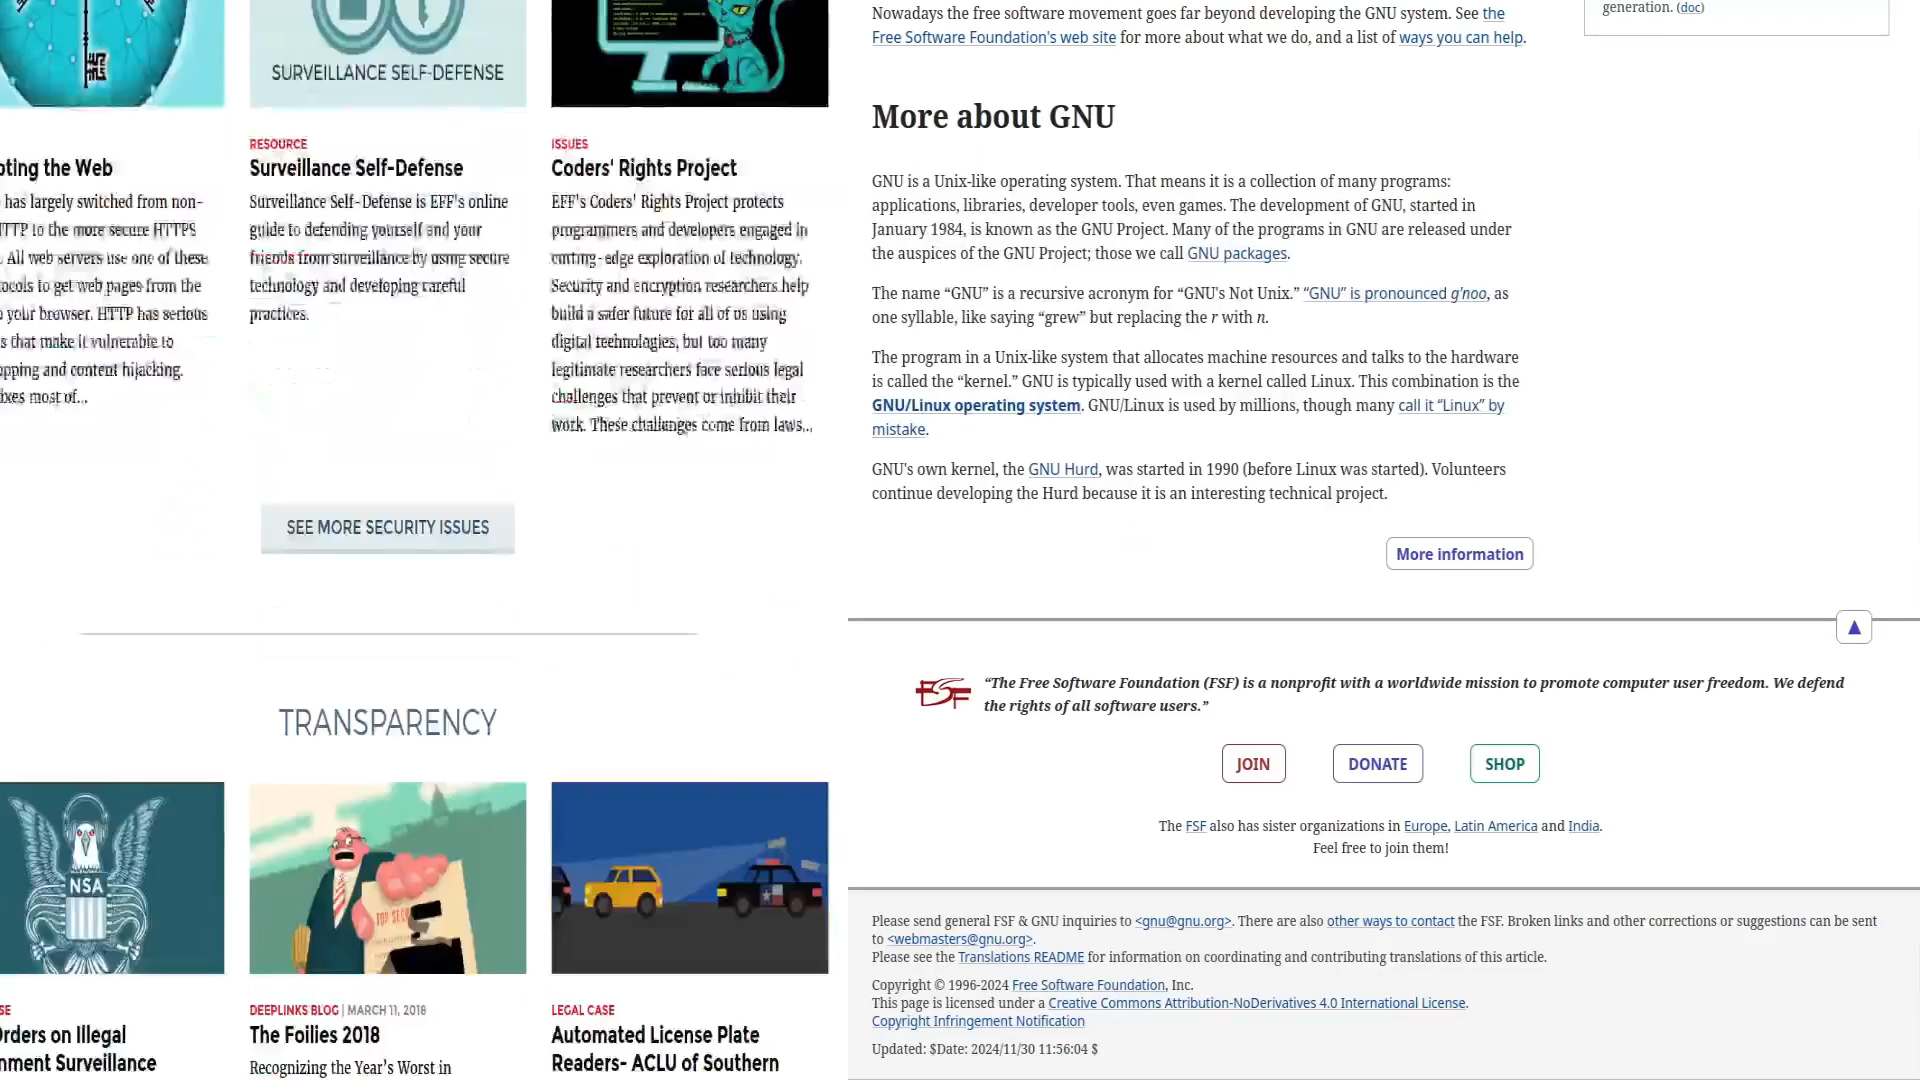 SURVEILLANCE SELF-DEFENSE
oting the Web
has largely switched from non-
TTP to the more secure HTTPS
. All web servers use one of these
ocols to get web pages from the
your browser. HTTP has serious
s that make it vulnerable to
pping and content hijacking.
ixes most of...
RESOURCE
Surveillance Self-Defense
Surveillance Self-Defense is EFF's online
guide to defending yourself and your
friends from surveillance by using secure
technology and developing careful
practices.
ISSUES
Coders' Rights Project
EFF's Coders' Rights Project protects
programmers and developers engaged in
cutting-edge exploration of technology.
Security and encryption researchers help
build a safer future for all of us using
digital technologies, but too many
legitimate researchers face serious legal
challenges that prevent or inhibit their
work. These challenges come from laws...
SEE MORE SECURITY ISSUES
TRANSPARENCY
NSA
TOP SEC
SE
Orders on Illegal
nment Surveillance
DEEPLINKS BLOG | MARCH 11, 2018
The Foilies 2018
Recognizing the Year's Worst in
LEGAL CASE
Automated License Plate
Readers- ACLU of Southern
Nowadays the free software movement goes far beyond developing the GNU system. See the
Free Software Foundation's web site for more about what we do, and a list of ways you can help.
generation. (doc)
More about GNU
GNU is a Unix-like operating system. That means it is a collection of many programs:
applications, libraries, developer tools, even games. The development of GNU, started in
January 1984, is known as the GNU Project. Many of the programs in GNU are released under
the auspices of the GNU Project; those we call GNU packages.
The name “GNU” is a recursive acronym for “GNU's Not Unix.” “GNU” is pronounced g'noo, as
one syllable, like saying “grew” but replacing the r with n.
The program in a Unix-like system that allocates machine resources and talks to the hardware
is called the “kernel.” GNU is typically used with a kernel called Linux. This combination is the
GNU/Linux operating system. GNU/Linux is used by millions, though many call it “Linux” by
mistake.
GNU's own kernel, the GNU Hurd, was started in 1990 (before Linux was started). Volunteers
continue developing the Hurd because it is an interesting technical project.
More information
▲
FSF
“The Free Software Foundation (FSF) is a nonprofit with a worldwide mission to promote computer user freedom. We defend
the rights of all software users.”
JOIN
DONATE
SHOP
The FSF also has sister organizations in Europe, Latin America and India.
Feel free to join them!
Please send general FSF & GNU inquiries to <gnu@gnu.org>. There are also other ways to contact the FSF. Broken links and other corrections or suggestions can be sent
to <webmasters@gnu.org>.
Please see the Translations README for information on coordinating and contributing translations of this article.
Copyright © 1996-2024 Free Software Foundation, Inc.
This page is licensed under a Creative Commons Attribution-NoDerivatives 4.0 International License.
Copyright Infringement Notification
Updated: $Date: 2024/11/30 11:56:04 $